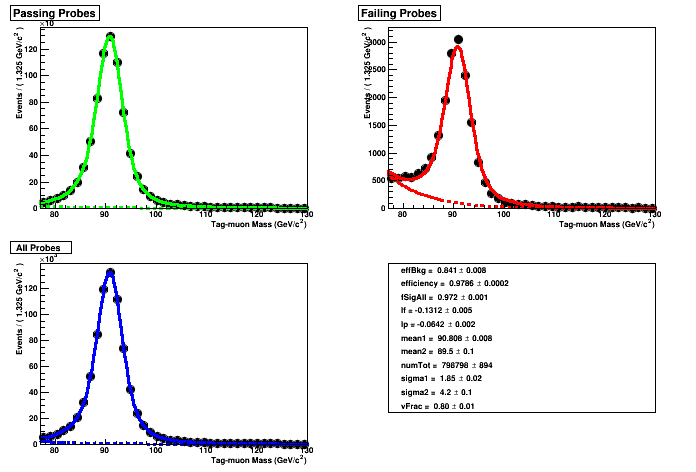 Passing Probes
×10
Events / ( 1.325 GeV/c² )
120
100
80
60
40
20
0
80 90 100 110 120 130
Tag-muon Mass (GeV/c²)
Failing Probes
Events / ( 1.325 GeV/c² )
3000
1500
1000
500
0
80 90 100 110 120 130
Tag-muon Mass (GeV/c²)
All Probes
×10³
Events / ( 1.325 GeV/c² )
120
100
80
60
40
20
0
80 90 100 110 120 130
Tag-muon Mass (GeV/c²)
effBkg = 0.841 ± 0.008
efficiency = 0.9786 ± 0.0002
fSigAll = 0.972 ± 0.001
lf = -0.1312 ± 0.005
lp = -0.0642 ± 0.002
mean1 = 90.808 ± 0.008
mean2 = 89.5 ± 0.1
numTot = 798798 ± 894
sigma1 = 1.85 ± 0.02
sigma2 = 4.2 ± 0.1
vFrac = 0.80 ± 0.01